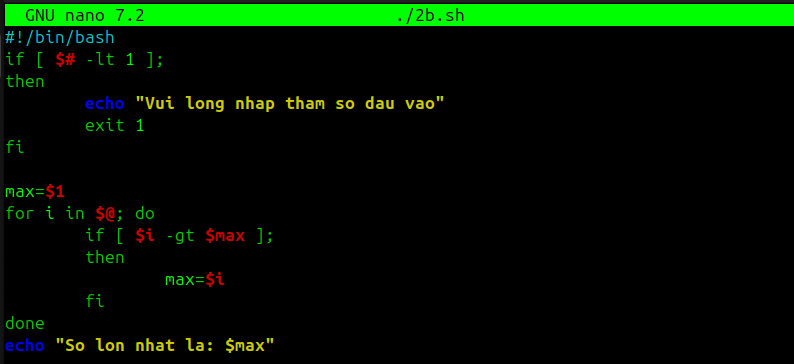 GNU nano 7.2 ./2b.sh
#!/bin/bash
if [ $# -lt 1 ];
then
        echo "Vui long nhap tham so dau vao"
        exit 1
fi

max=$1
for i in $@; do
        if [ $i -gt $max ];
        then
                max=$i
        fi
done
echo "So lon nhat la: $max"